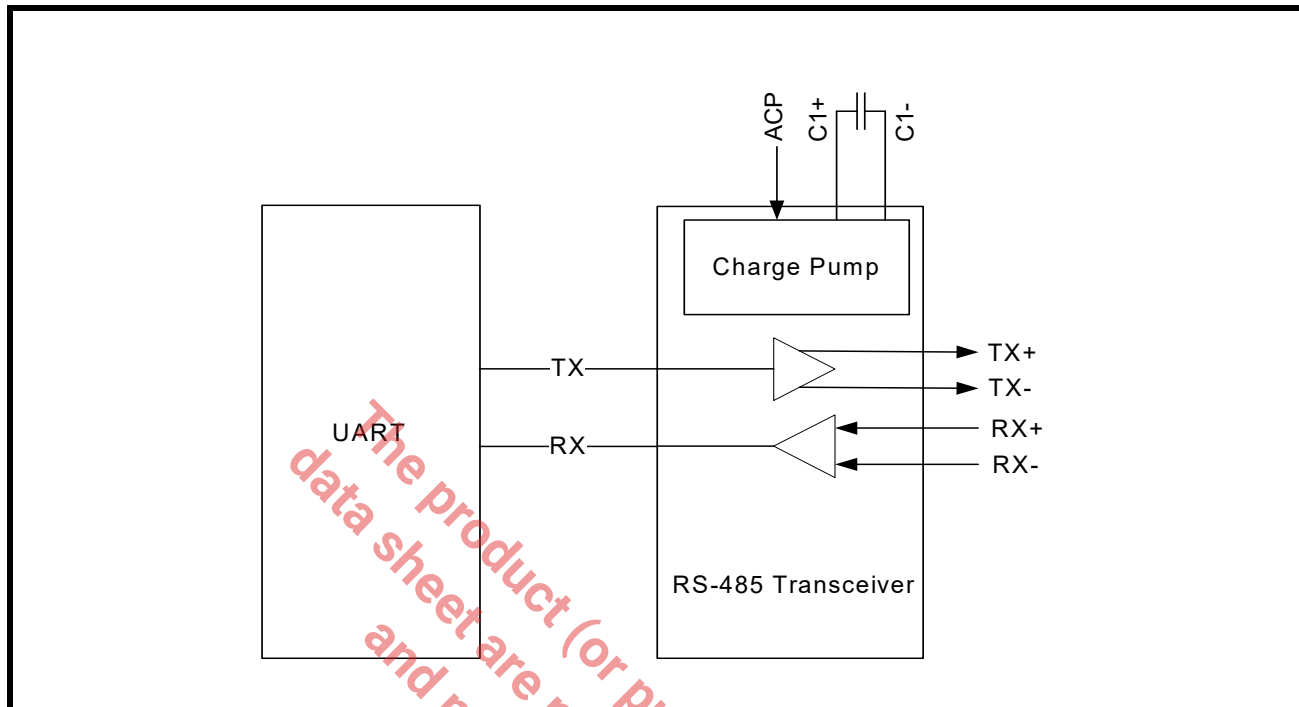 ACP
C1+
C1-
Charge Pump
TX
TX+
TX-
UART
RX
RX+
RX-
RS-485 Transceiver
The product (or
data sheet are
and